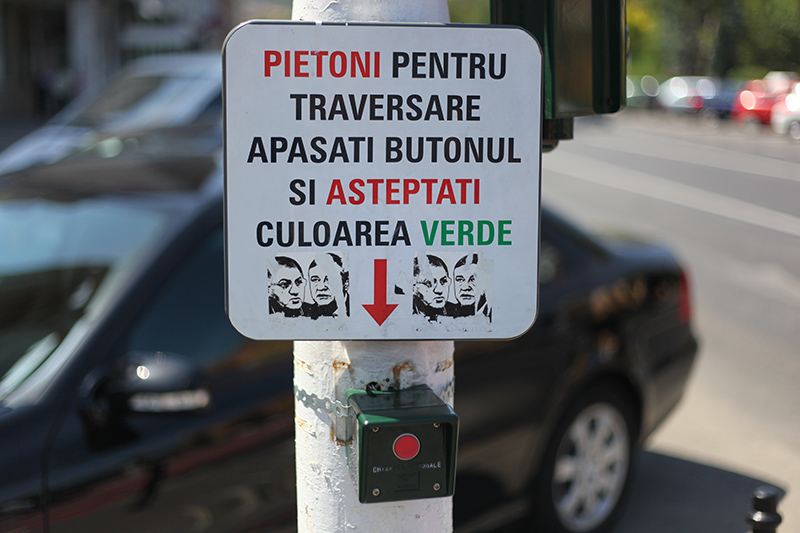 PIETONI PENTRU
TRAVERSARE
APASATI BUTONUL
SI ASTEPTATI
CULOAREA VERDE